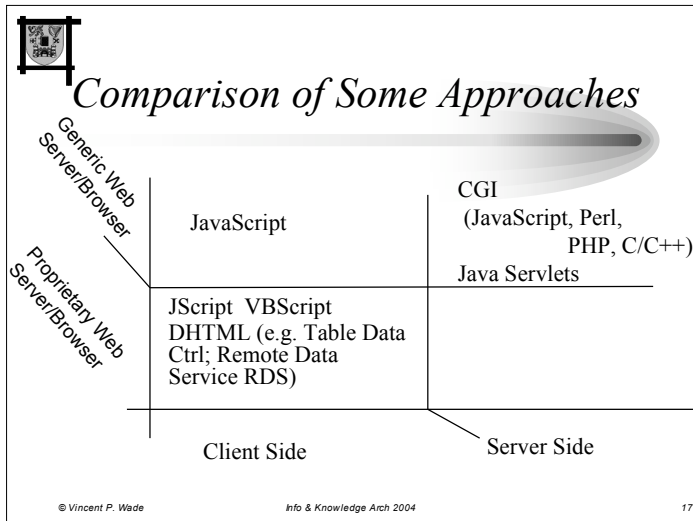 Comparison of Some Approaches
Generic Web
Server/Browser
JavaScript
CGI
(JavaScript, Perl,
PHP, C/C++)
Java Servlets
Proprietary Web
Server/Browser
JScript VBScript
DHTML (e.g. Table Data
Ctrl; Remote Data
Service RDS)
Client Side
Server Side
© Vincent P. Wade
Info & Knowledge Arch 2004
17